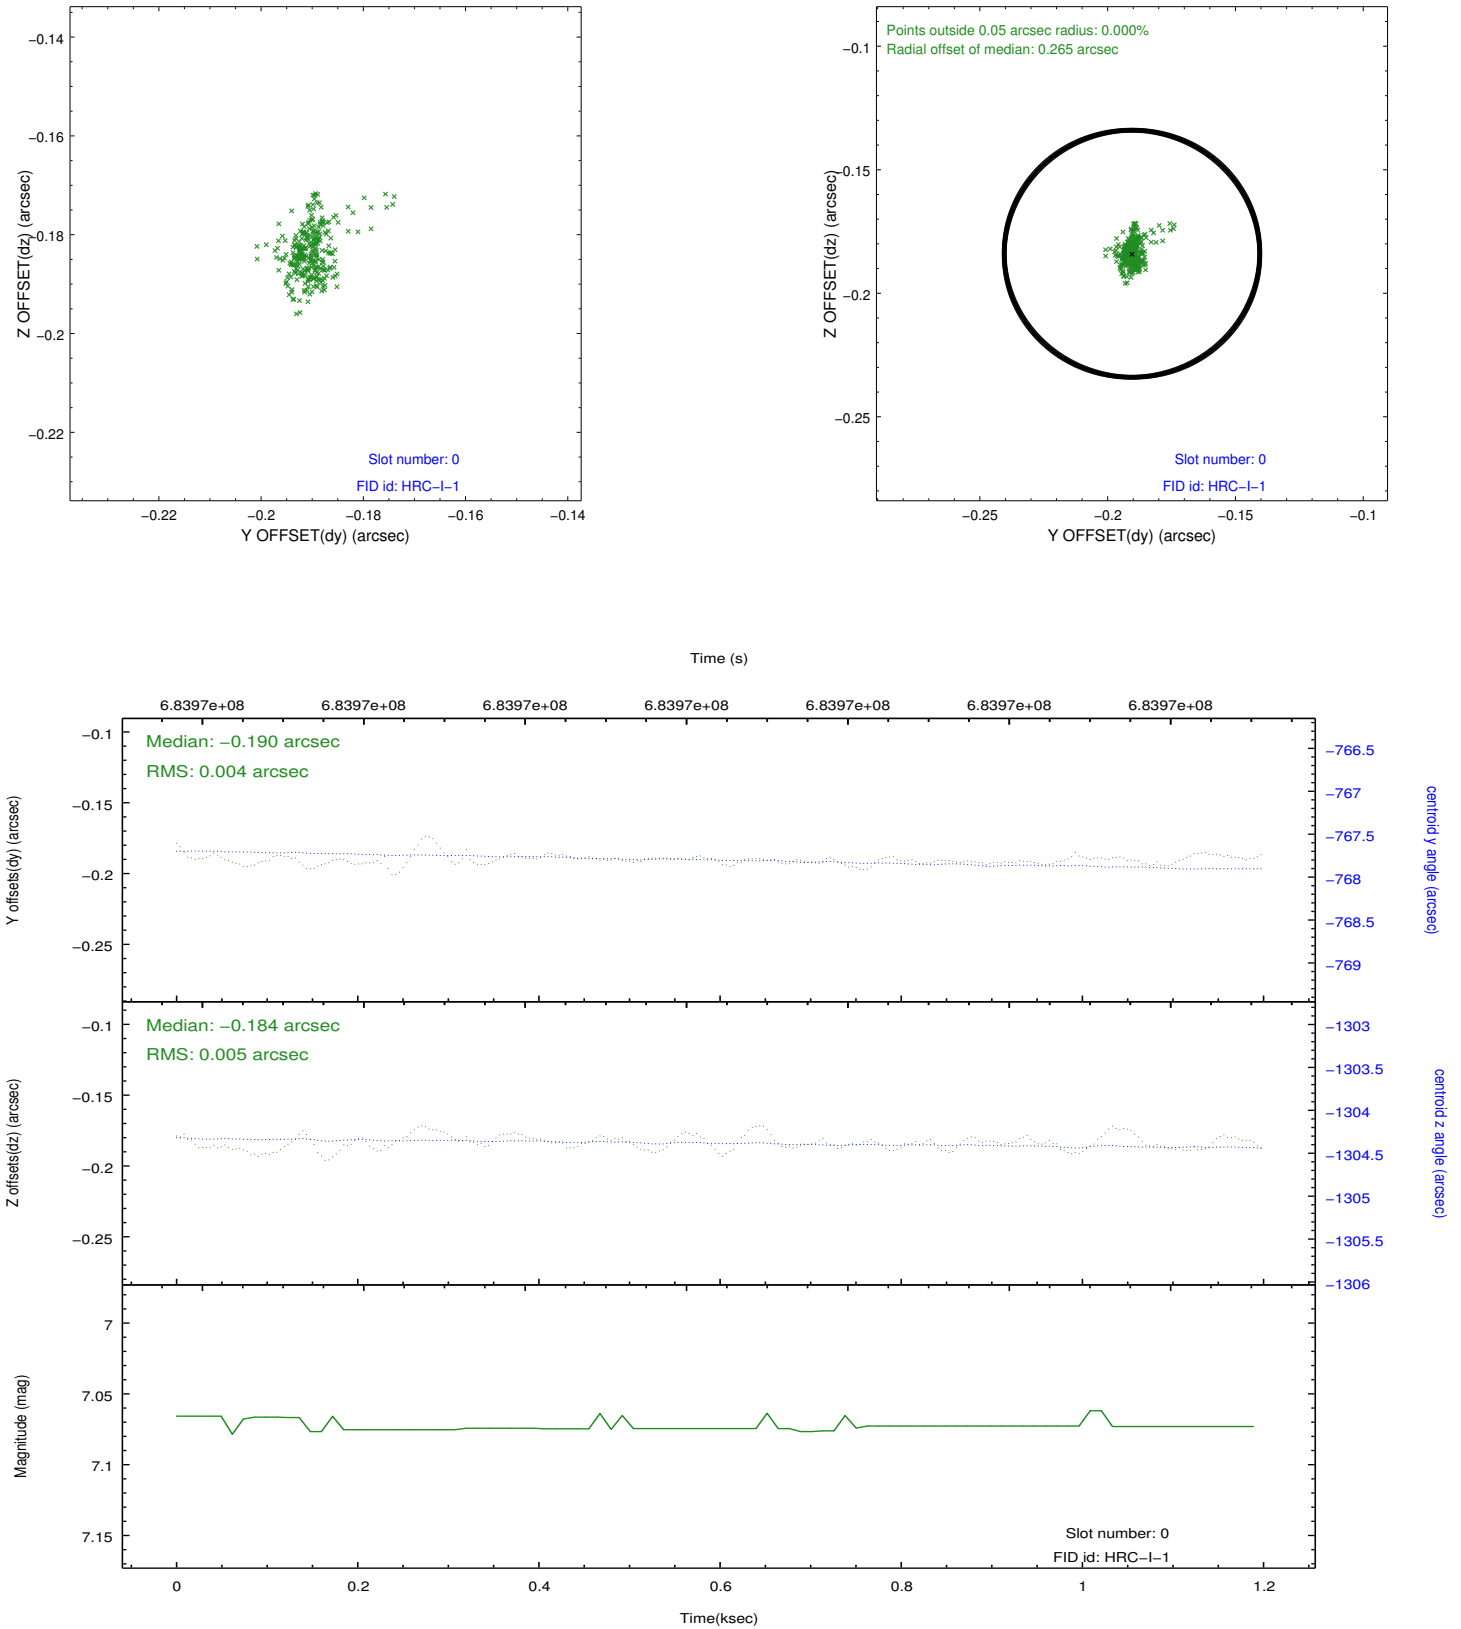 −0.14
−0.16
−0.18
−0.2
−0.22
Z OFFSET(dz) (arcsec)
Slot number: 0
FID id: HRC−I−1
−0.22
−0.2
−0.18
−0.16
−0.14
Y OFFSET(dy) (arcsec)
Points outside 0.05 arcsec radius: 0.000%
Radial offset of median: 0.265 arcsec
−0.1
−0.15
−0.2
−0.25
Z OFFSET(dz) (arcsec)
Slot number: 0
FID id: HRC−I−1
−0.25
−0.2
−0.15
−0.1
Y OFFSET(dy) (arcsec)
Time (s)
6.8397e+08
6.8397e+08
6.8397e+08
6.8397e+08
6.8397e+08
6.8397e+08
6.8397e+08
Median: −0.190 arcsec
RMS: 0.004 arcsec
−0.1
−0.15
−0.2
−0.25
Y offsets(dy) (arcsec)
−766.5
−767
−767.5
−768
−768.5
−769
centroid y angle (arcsec)
Median: −0.184 arcsec
RMS: 0.005 arcsec
−0.1
−0.15
−0.2
−0.25
Z offsets(dz) (arcsec)
−1303
−1303.5
−1304
−1304.5
−1305
−1305.5
−1306
centroid z angle (arcsec)
7
7.05
7.1
7.15
Magnitude (mag)
Slot number: 0
FID id: HRC−I−1
0
0.2
0.4
0.6
0.8
1
1.2
Time(ksec)